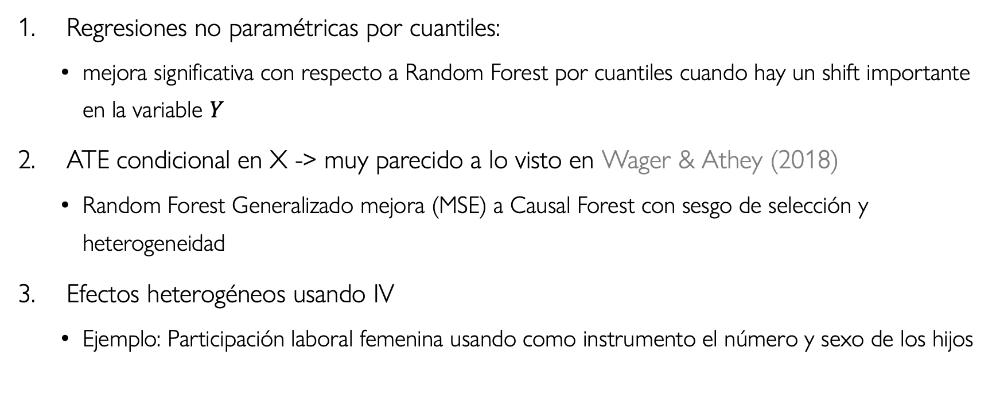 1. Regresiones no paramétricas por cuantiles:
• mejora significativa con respecto a Random Forest por cuantiles cuando hay un shift importante
en la variable Y
2. ATE condicional en X -> muy parecido a lo visto en Wager & Athey (2018)
• Random Forest Generalizado mejora (MSE) a Causal Forest con sesgo de selección y
heterogeneidad
3. Efectos heterogéneos usando IV
• Ejemplo: Participación laboral femenina usando como instrumento el número y sexo de los hijos